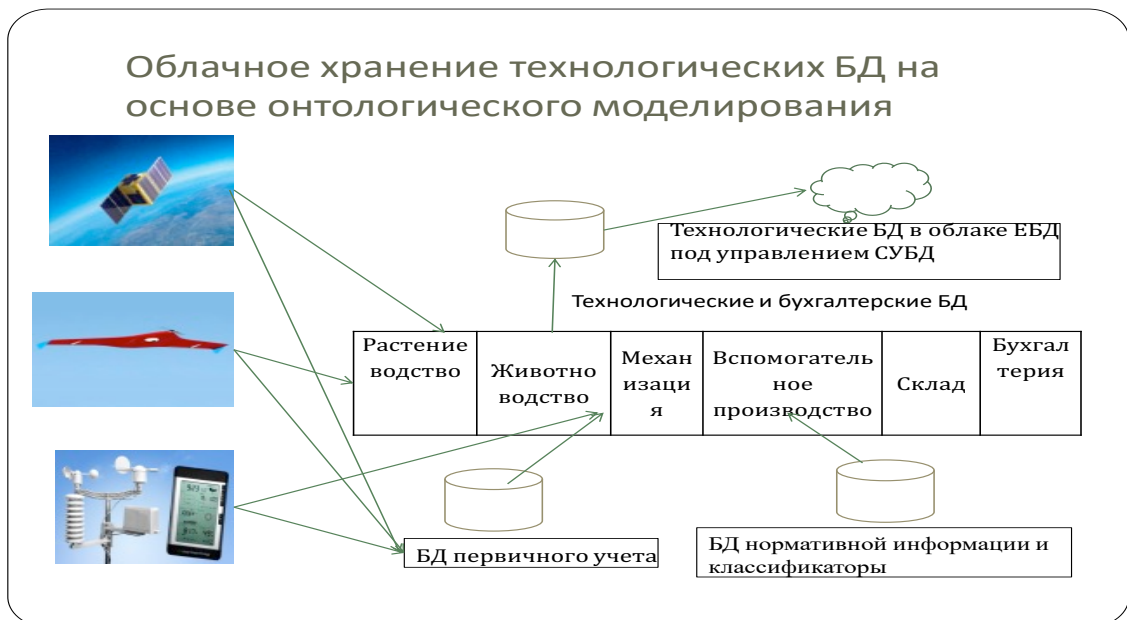 Облачное хранение технологических БД на
основе онтологического моделирования
Технологические БД в облаке ЕБД
под управлением СУБД
Технологические и бухгалтерские БД
Растение
водство
Животно
водство
Механ
изаци
я
Вспомогатель
ное
производство
Склад
Бухгал
терия
БД первичного учета
БД нормативной информации и
классификаторы